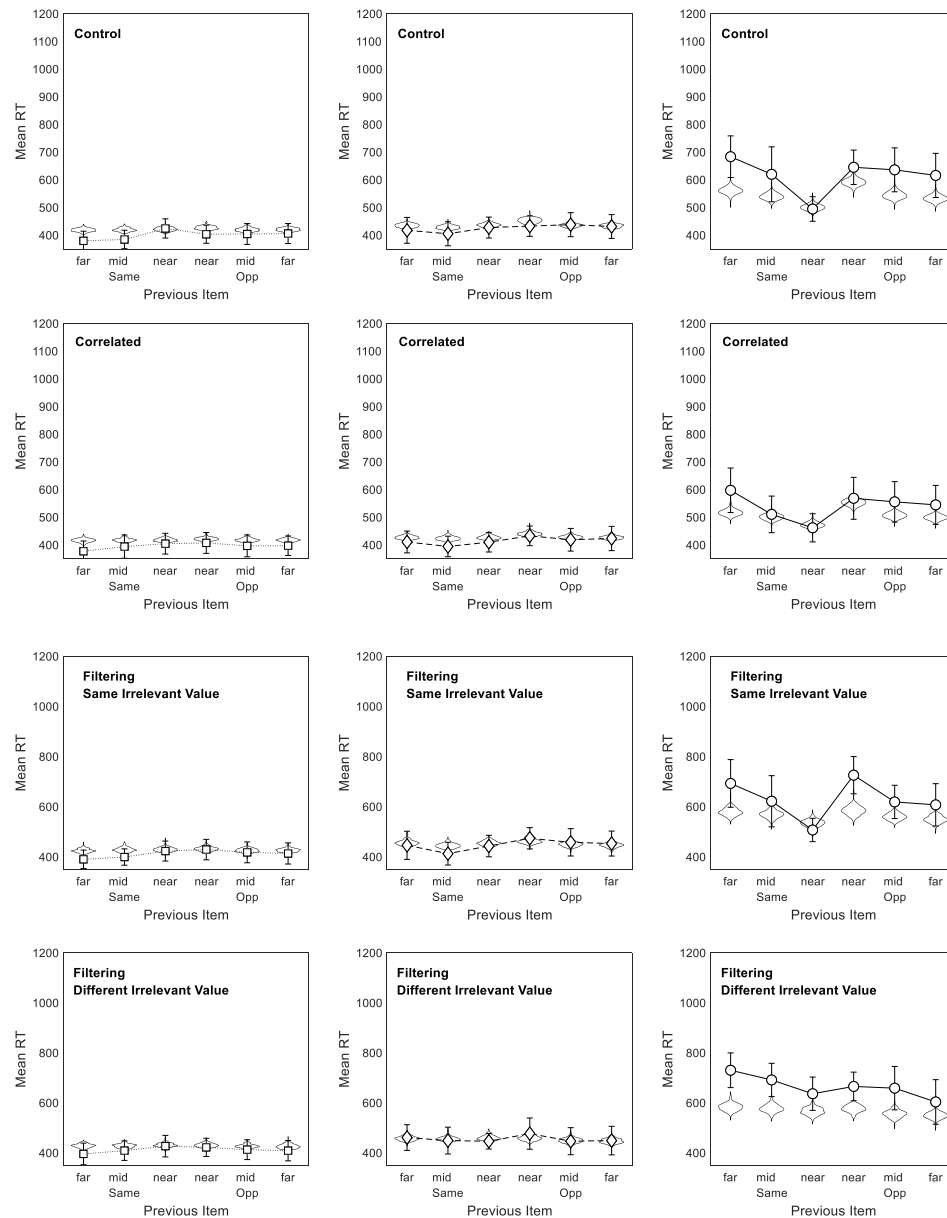 Control
Mean RT
1200
1100
1000
900
800
700
600
500
400
far mid near near mid far
Same Opp
Previous Item
Control
Mean RT
1200
1100
1000
900
800
700
600
500
400
far mid near near mid far
Same Opp
Previous Item
Control
Mean RT
1200
1100
1000
900
800
700
600
500
400
far mid near near mid far
Same Opp
Previous Item
Correlated
Mean RT
1200
1100
1000
900
800
700
600
500
400
far mid near near mid far
Same Opp
Previous Item
Correlated
Mean RT
1200
1100
1000
900
800
700
600
500
400
far mid near near mid far
Same Opp
Previous Item
Correlated
Mean RT
1200
1100
1000
900
800
700
600
500
400
far mid near near mid far
Same Opp
Previous Item
Filtering
Same Irrelevant Value
Mean RT
1200
1000
800
600
400
far mid near near mid far
Same Opp
Previous Item
Filtering
Same Irrelevant Value
Mean RT
1200
1000
800
600
400
far mid near near mid far
Same Opp
Previous Item
Filtering
Same Irrelevant Value
Mean RT
1200
1000
800
600
400
far mid near near mid far
Same Opp
Previous Item
Filtering
Different Irrelevant Value
Mean RT
1200
1000
800
600
400
far mid near near mid far
Same Opp
Previous Item
Filtering
Different Irrelevant Value
Mean RT
1200
1000
800
600
400
far mid near near mid far
Same Opp
Previous Item
Filtering
Different Irrelevant Value
Mean RT
1200
1000
800
600
400
far mid near near mid far
Same Opp
Previous Item